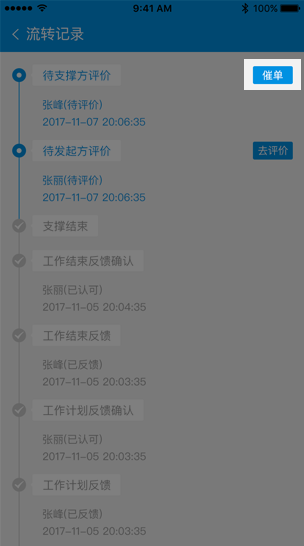 9:41 AM 100%
流转记录
待支撑方评价 催单
张峰(待评价)
2017-11-07 20:06:35
待发起方评价 去评价
张丽(待评价)
2017-11-07 20:06:35
支撑结束
工作结束反馈确认
张丽(已认可)
2017-11-05 20:04:35
工作结束反馈
张峰(已反馈)
2017-11-05 20:03:35
工作计划反馈确认
张丽(已认可)
2017-11-05 20:03:35
工作计划反馈
张峰(已反馈)
2017-11-05 20:03:35